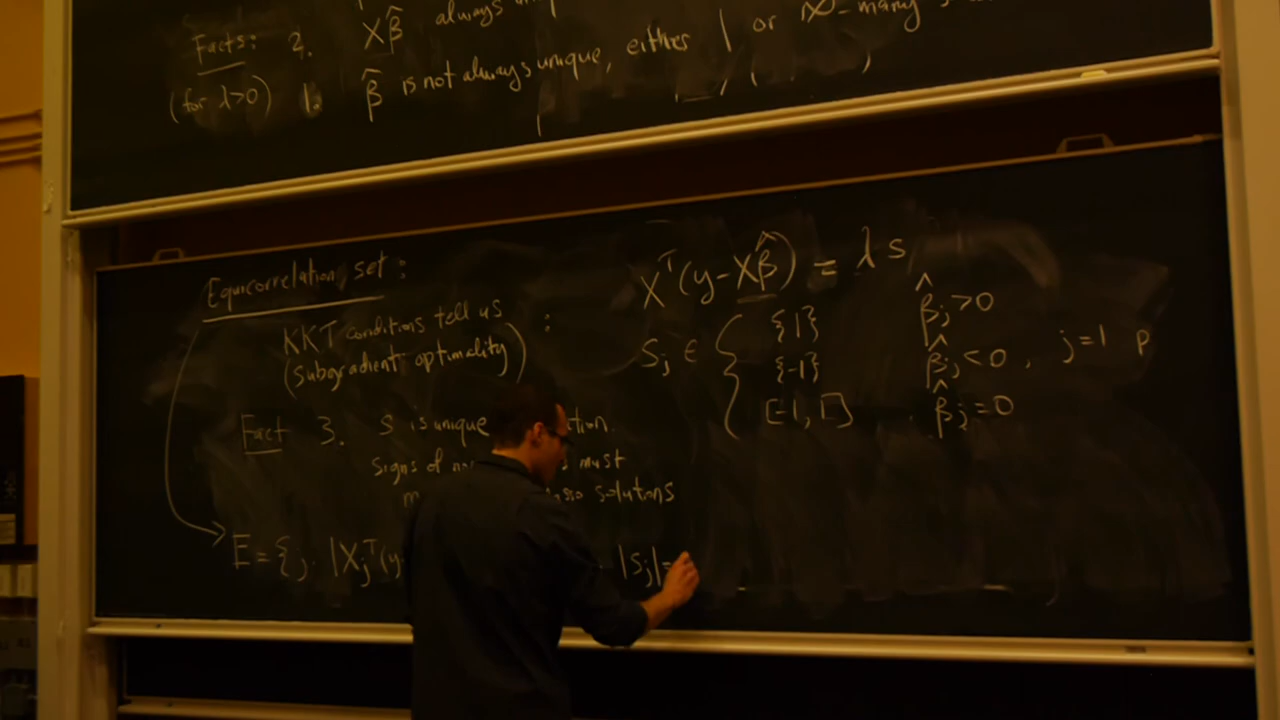 Xβ̂ always
Facts: 2.
(for λ>0) 1. β̂ is not always unique, either 1 or ∞-many
Equicorrelation set:
KKT conditions tell us :
(subgradient optimality)
Xᵀ(y-Xβ̂) = λs
Sj ∈ { {1} β̂j>0
{-1} β̂j<0 , j=1 p
[-1, 1] β̂j=0
Fact 3. S is unique
signs of must
solutions
E = {j: |Xjᵀ(y |Sj|=